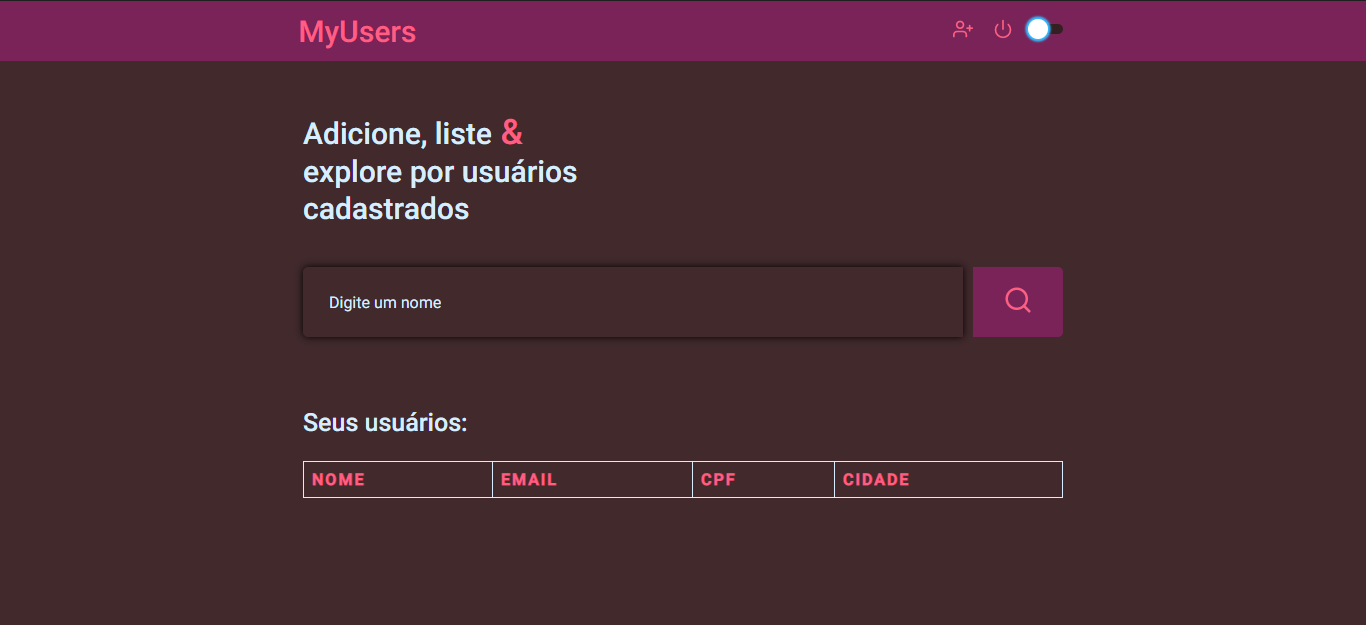 MyUsers
Adicione, liste &
explore por usuários
cadastrados
Digite um nome
Seus usuários:
NOME EMAIL CPF CIDADE